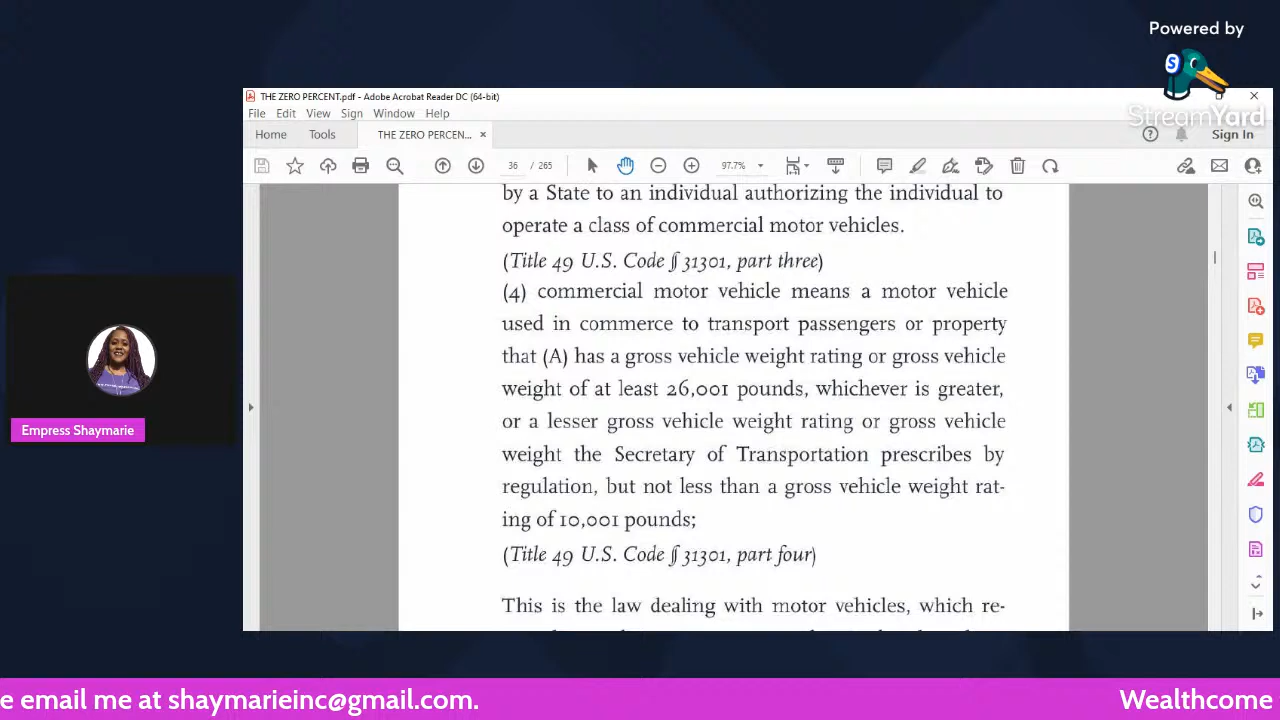 Powered by
StreamYard
THE ZERO PERCENT.pdf - Adobe Acrobat Reader DC (64-bit)
File Edit View Sign Window Help
Home Tools THE ZERO PERCEN... × Sign In
36 / 265 97.7%
by a State to an individual authorizing the individual to
operate a class of commercial motor vehicles.
(Title 49 U.S. Code §§ 31301, part three)
(4) commercial motor vehicle means a motor vehicle
used in commerce to transport passengers or property
that (A) has a gross vehicle weight rating or gross vehicle
weight of at least 26,001 pounds, whichever is greater,
or a lesser gross vehicle weight rating or gross vehicle
weight the Secretary of Transportation prescribes by
regulation, but not less than a gross vehicle weight rat-
ing of 10,001 pounds;
(Title 49 U.S. Code §§ 31301, part four)
This is the law dealing with motor vehicles, which re-
Empress Shaymarie
e email me at shaymarieinc@gmail.com. Wealthcome